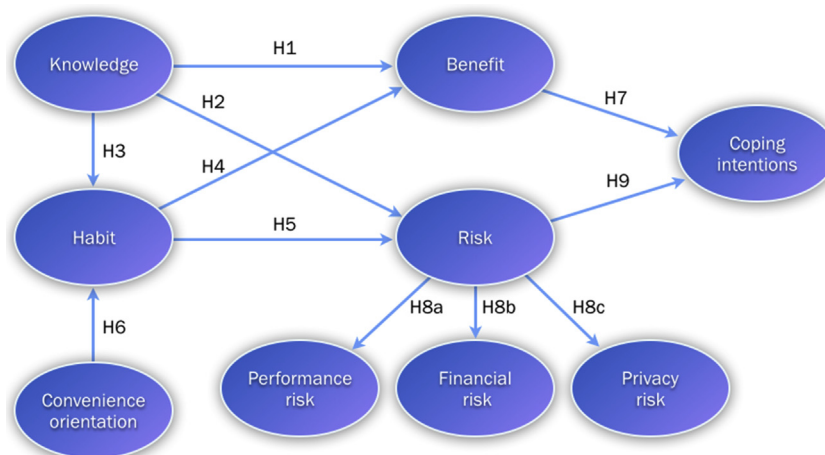 Knowledge
H1
Benefit
H2
H7
Coping
intentions
H3
H4
H9
Habit
H5
Risk
H6
H8a
H8b
H8c
Convenience
orientation
Performance
risk
Financial
risk
Privacy
risk